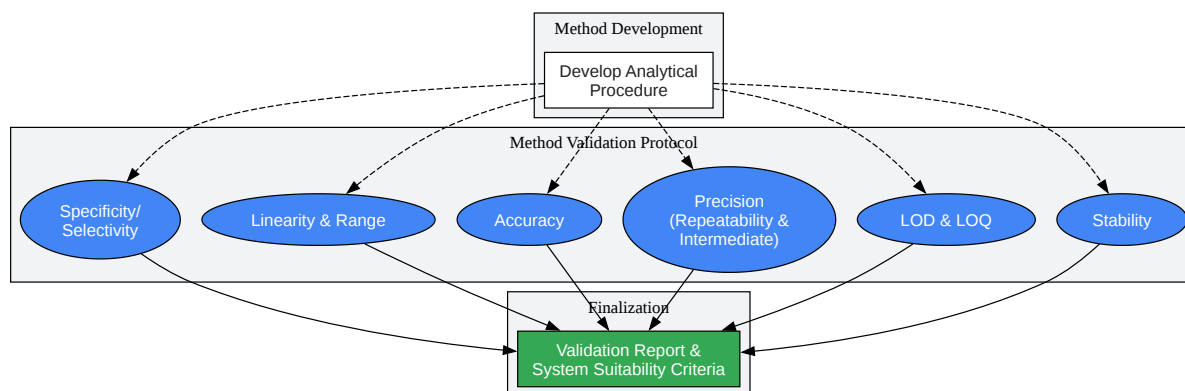 Method Development
Develop Analytical
Procedure
Method Validation Protocol
Specificity/
Selectivity
Linearity & Range
Accuracy
Precision
(Repeatability &
Intermediate)
LOD & LOQ
Stability
Finalization
Validation Report &
System Suitability Criteria